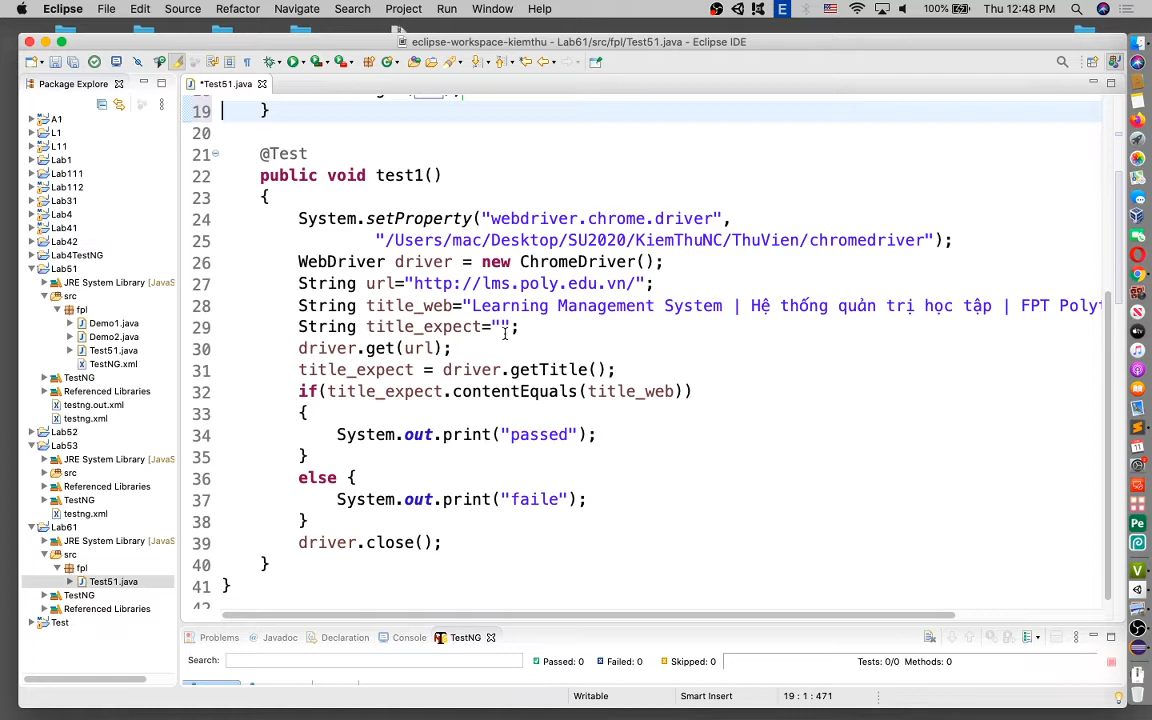 Eclipse File Edit Source Refactor Navigate Search Project Run Window Help 100% Thu 12:48 PM
eclipse-workspace-kiemthu - Lab61/src/fpl/Test51.java - Eclipse IDE
Package Explorer
*Test51.java
A1
L1
L11
Lab1
Lab111
Lab112
Lab31
Lab4
Lab41
Lab42
Lab4TestNG
Lab51
JRE System Library [JavaS
src
fpl
Demo1.java
Demo2.java
Test51.java
TestNG.xml
TestNG
Referenced Libraries
testng.out.xml
testng.xml
Lab52
Lab53
JRE System Library [JavaS
src
Referenced Libraries
TestNG
testng.xml
Lab61
JRE System Library [JavaS
src
fpl
Test51.java
TestNG
Referenced Libraries
Test
19 }
20
21 @Test
22 public void test1()
23 {
24 System.setProperty("webdriver.chrome.driver",
25 "/Users/mac/Desktop/SU2020/KiemThuNC/ThuVien/chromedriver");
26 WebDriver driver = new ChromeDriver();
27 String url="http://lms.poly.edu.vn/";
28 String title_web="Learning Management System | Hệ thống quản trị học tập | FPT Polyt
29 String title_expect="";
30 driver.get(url);
31 title_expect = driver.getTitle();
32 if(title_expect.contentEquals(title_web))
33 {
34 System.out.print("passed");
35 }
36 else {
37 System.out.print("faile");
38 }
39 driver.close();
40 }
41 }
42
Problems Javadoc Declaration Console TestNG
Search: Passed: 0 Failed: 0 Skipped: 0 Tests: 0/0 Methods: 0
Writable Smart Insert 19 : 1 : 471